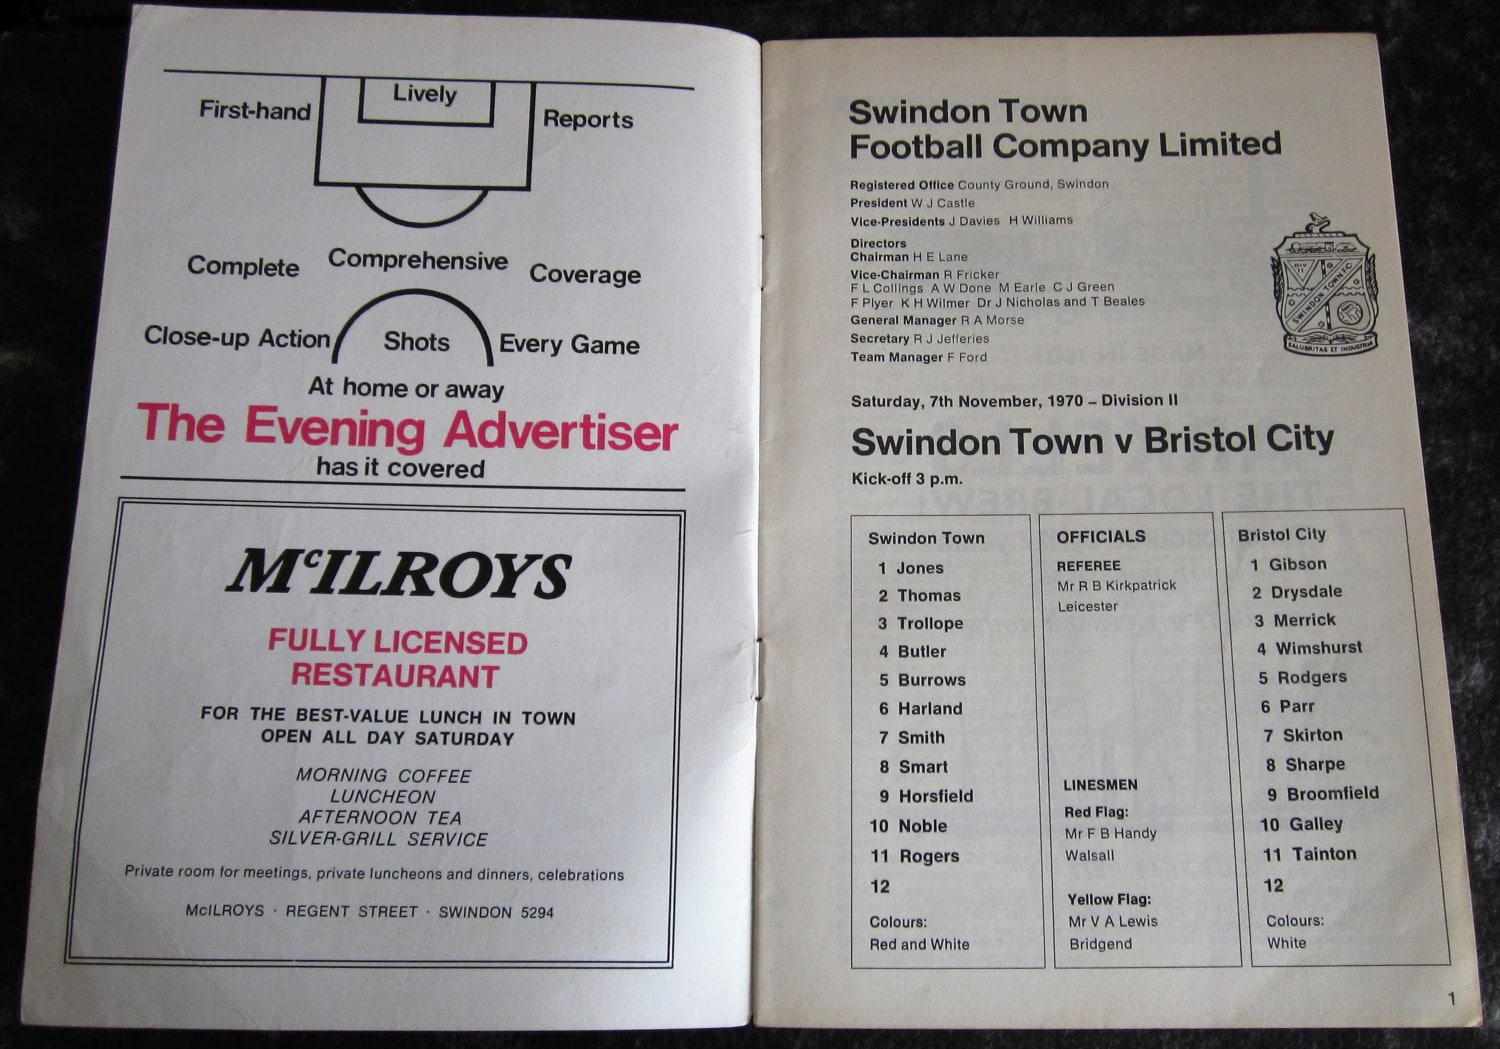 First-hand
Lively
Reports
Complete
Comprehensive
Coverage
Close-up Action
Shots
Every Game
At home or away
The Evening Advertiser
has it covered
McILROYS
FULLY LICENSED
RESTAURANT
FOR THE BEST-VALUE LUNCH IN TOWN
OPEN ALL DAY SATURDAY
MORNING COFFEE
LUNCHEON
AFTERNOON TEA
SILVER-GRILL SERVICE
Private room for meetings, private luncheons and dinners, celebrations
McILROYS · REGENT STREET · SWINDON 5294
Swindon Town
Football Company Limited
Registered Office County Ground, Swindon
President W J Castle
Vice-Presidents J Davies H Williams
Directors
Chairman H E Lane
Vice-Chairman R Fricker
F L Collings A W Done M Earle C J Green
F Plyer K H Wilmer Dr J Nicholas and T Beales
General Manager R A Morse
Secretary R J Jefferies
Team Manager F Ford
DIV
II
SWINDON TOWN F.C.
SALUBRITAS ET INDUSTRIA
Saturday, 7th November, 1970 – Division II
Swindon Town v Bristol City
Kick-off 3 p.m.
Swindon Town
1 Jones
2 Thomas
3 Trollope
4 Butler
5 Burrows
6 Harland
7 Smith
8 Smart
9 Horsfield
10 Noble
11 Rogers
12
Colours:
Red and White
OFFICIALS
REFEREE
Mr R B Kirkpatrick
Leicester
LINESMEN
Red Flag:
Mr F B Handy
Walsall
Yellow Flag:
Mr V A Lewis
Bridgend
Bristol City
1 Gibson
2 Drysdale
3 Merrick
4 Wimshurst
5 Rodgers
6 Parr
7 Skirton
8 Sharpe
9 Broomfield
10 Galley
11 Tainton
12
Colours:
White
1